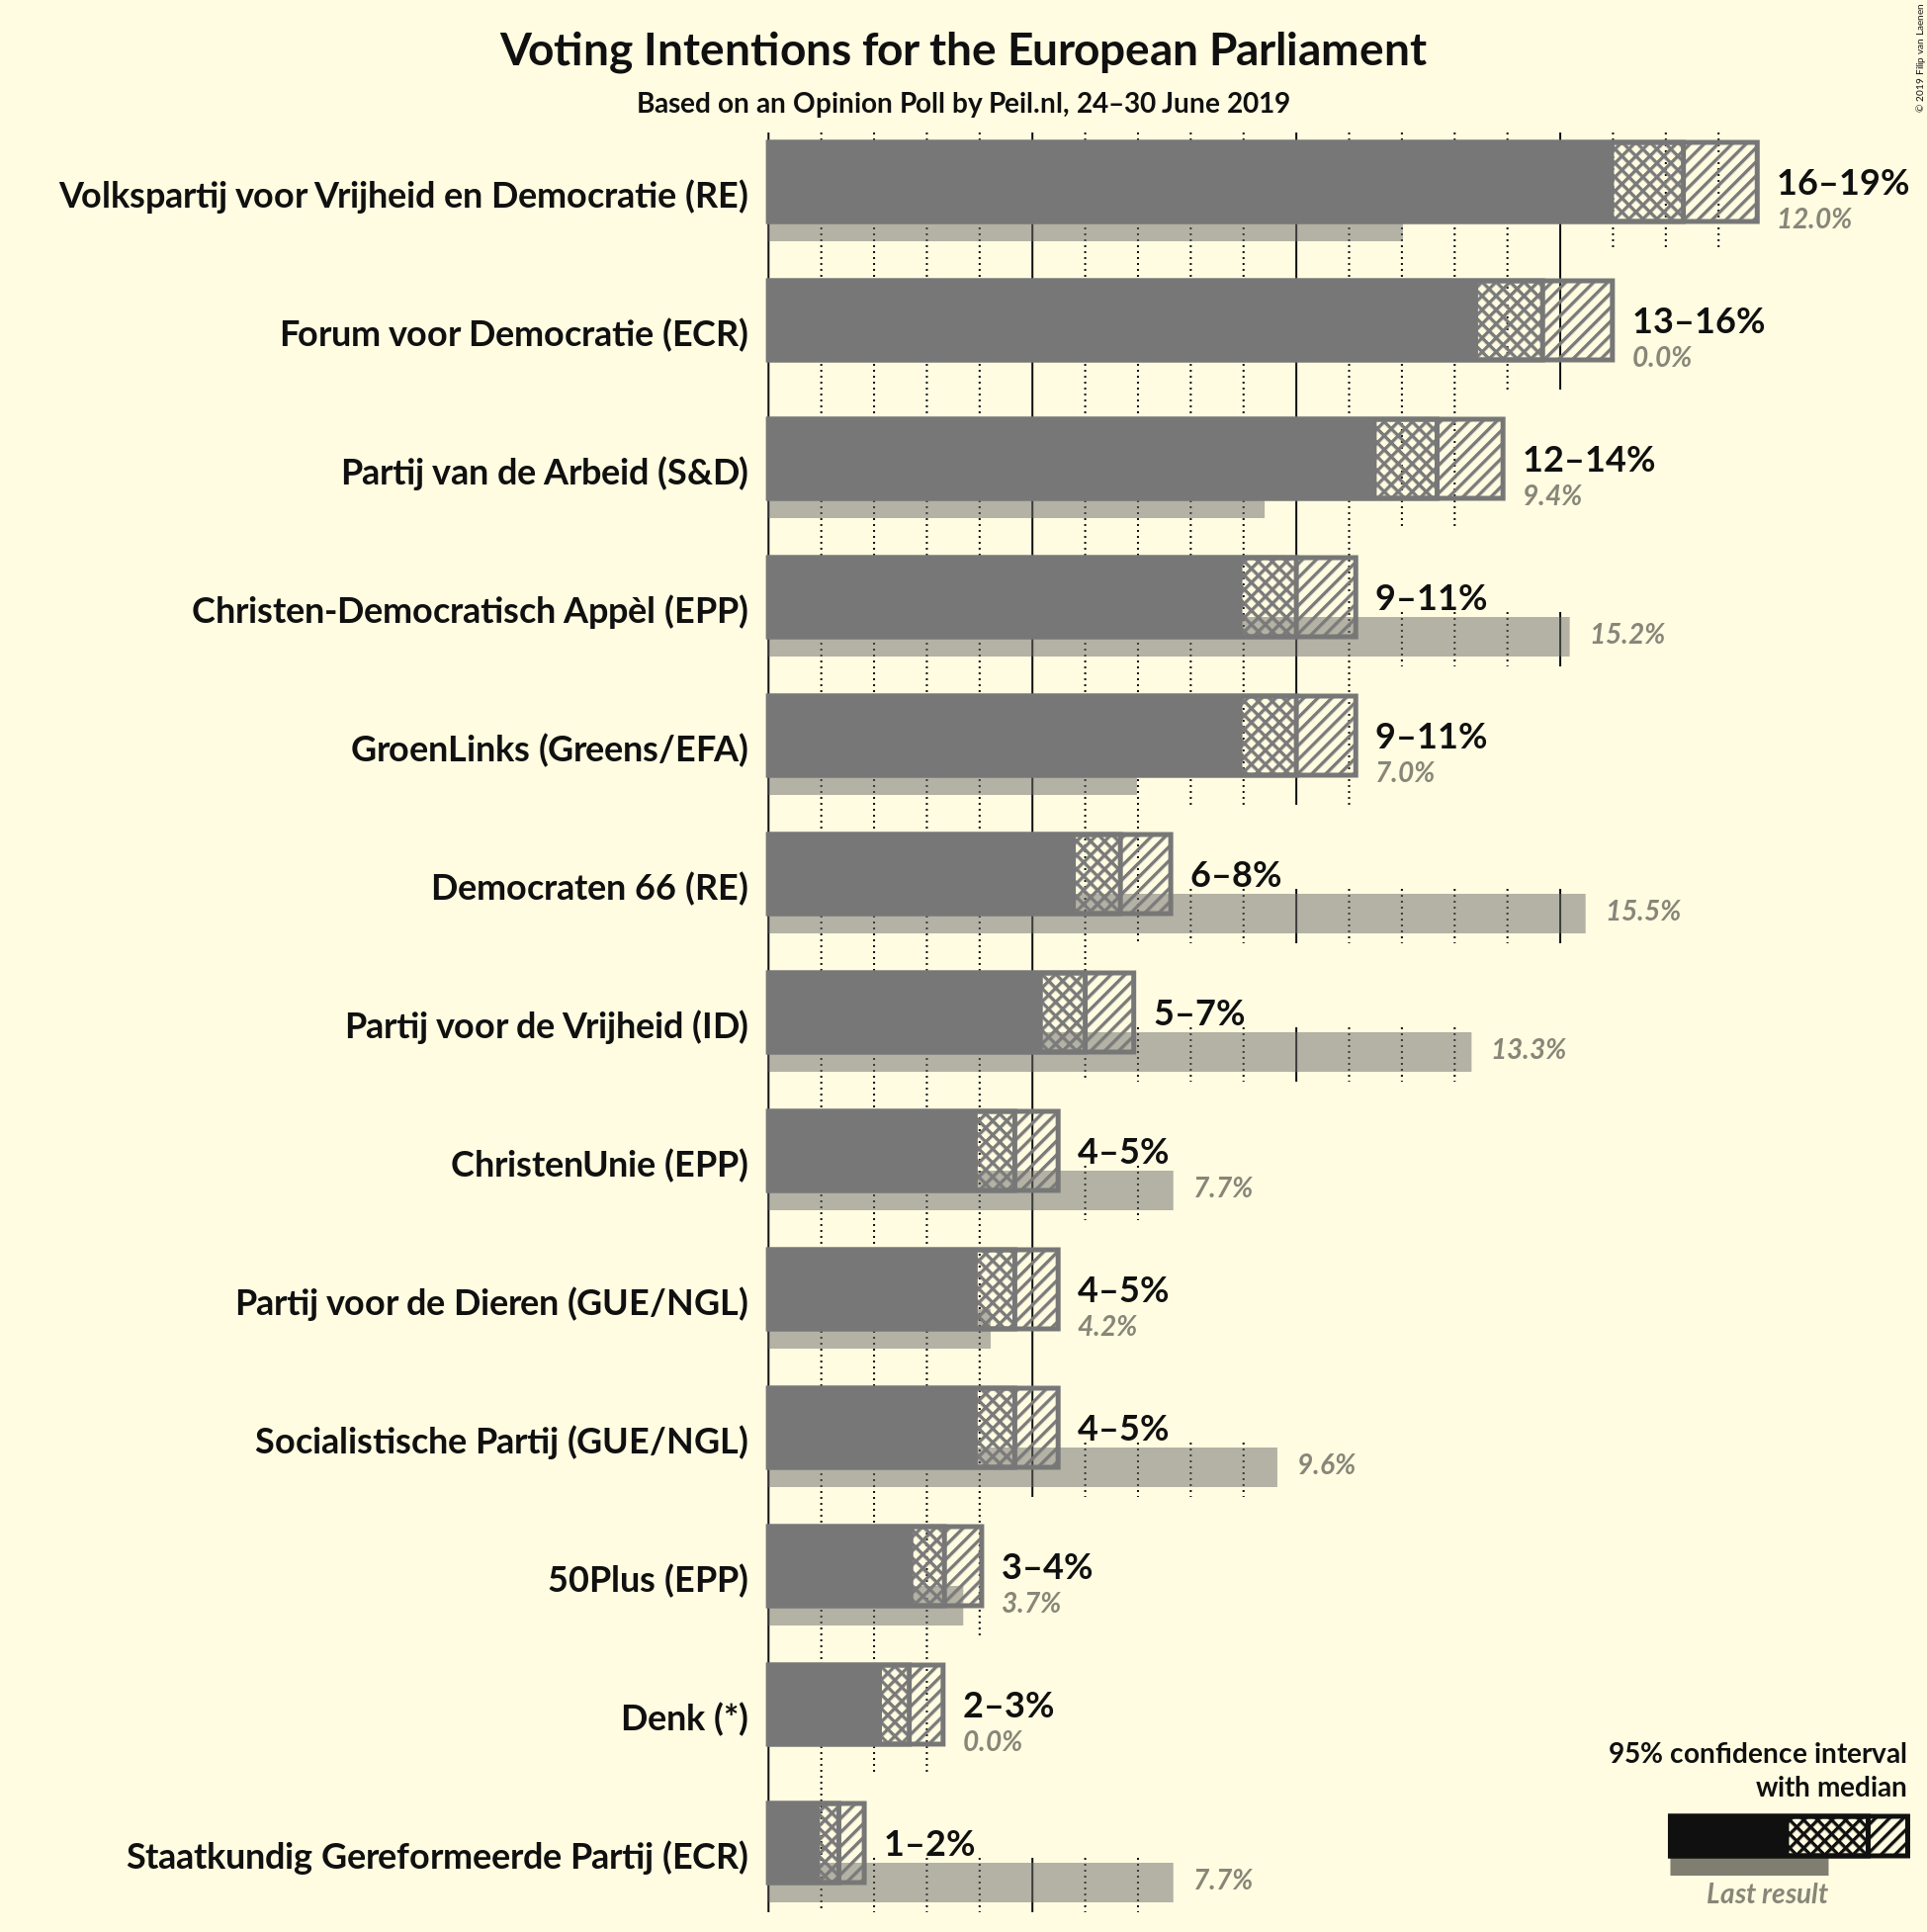 Voting Intentions for the European Parliament
Based on an Opinion Poll by Peil.nl, 24–30 June 2019
© 2019 Filip van Laenen
Volkspartij voor Vrijheid en Democratie (RE)
16–19%
12.0%
Forum voor Democratie (ECR)
13–16%
0.0%
Partij van de Arbeid (S&D)
12–14%
9.4%
Christen-Democratisch Appèl (EPP)
9–11%
15.2%
GroenLinks (Greens/EFA)
9–11%
7.0%
Democraten 66 (RE)
6–8%
15.5%
Partij voor de Vrijheid (ID)
5–7%
13.3%
ChristenUnie (EPP)
4–5%
7.7%
Partij voor de Dieren (GUE/NGL)
4–5%
4.2%
Socialistische Partij (GUE/NGL)
4–5%
9.6%
50Plus (EPP)
3–4%
3.7%
Denk (*)
2–3%
0.0%
Staatkundig Gereformeerde Partij (ECR)
1–2%
7.7%
95% confidence interval
with median
Last result